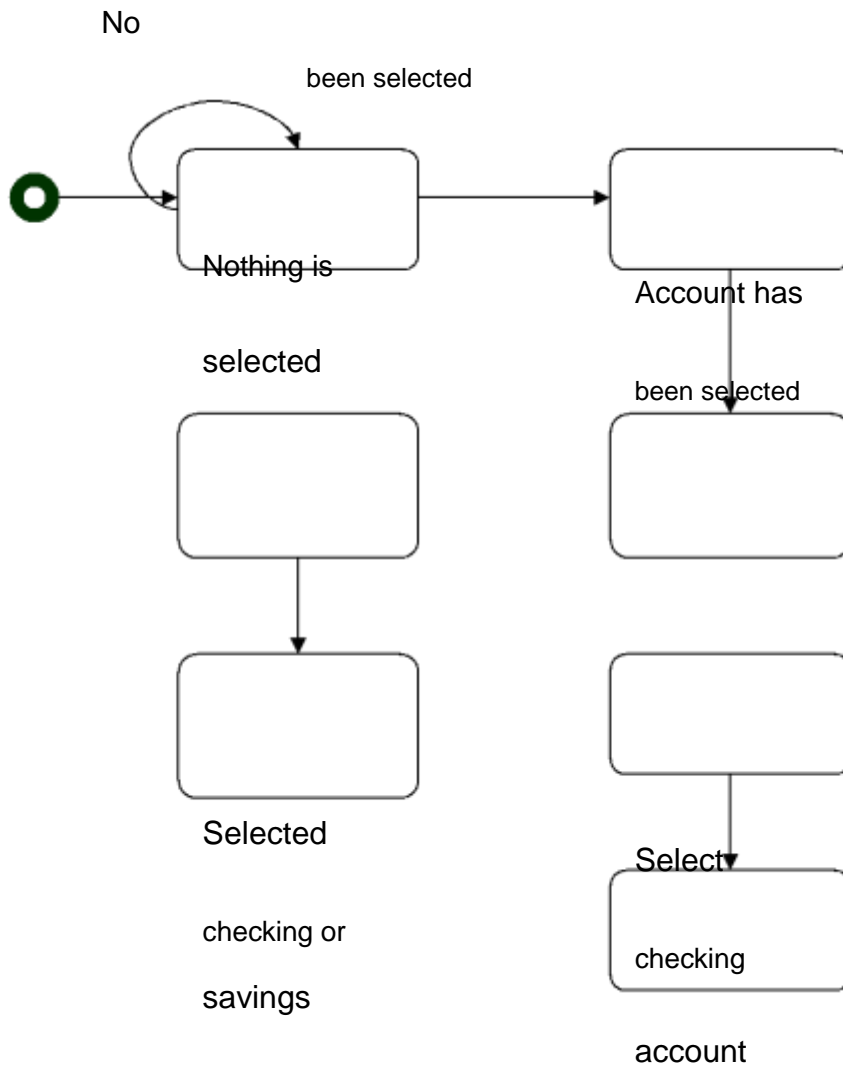 No
been selected
Nothing is
selected
Account has
been selected
Selected
checking or
savings
Select
checking
account